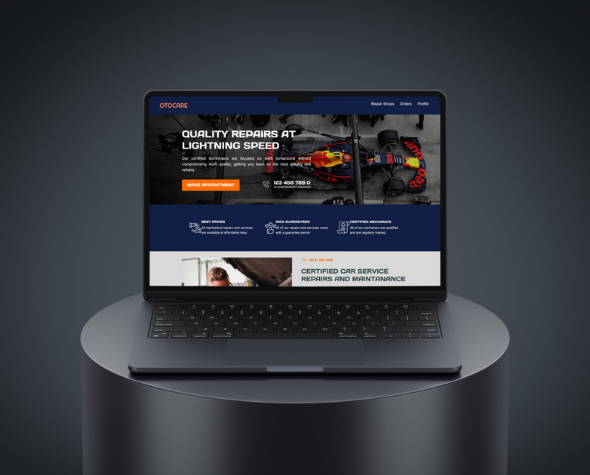 OTOCARE
Repair Shops Orders Profile
QUALITY REPAIRS AT
LIGHTNING SPEED
Our certified technicians are focused on swift turnaround without
compromising work quality, getting you back on the road quickly and
reliably.
MAKE APPOINTMENT
123 456 789 0
BEST PRICES
All mechanical repairs and services
are available at affordable rates.
100% GUARANTEES
All of our repairs and services come
with a guarantee period.
CERTIFIED MECHANICS
All of our mechanics are qualified
and are regularly trained.
CERTIFIED CAR SERVICE
REPAIRS AND MAINTANANCE